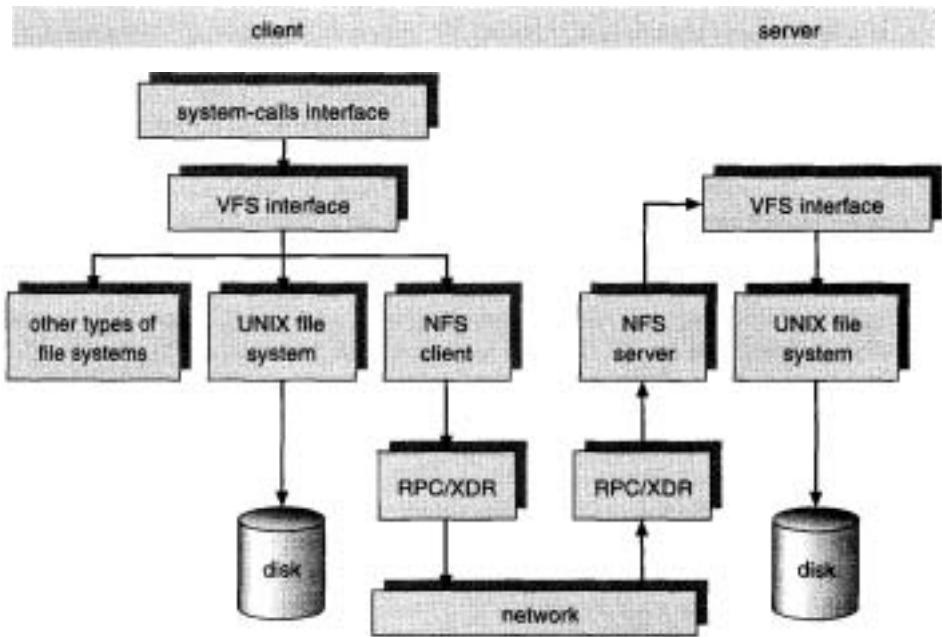 client
server
system-calls interface
VFS interface
VFS interface
other types of
file systems
UNIX file
system
NFS
client
NFS
server
UNIX file
system
RPC/XDR
RPC/XDR
disk
disk
network